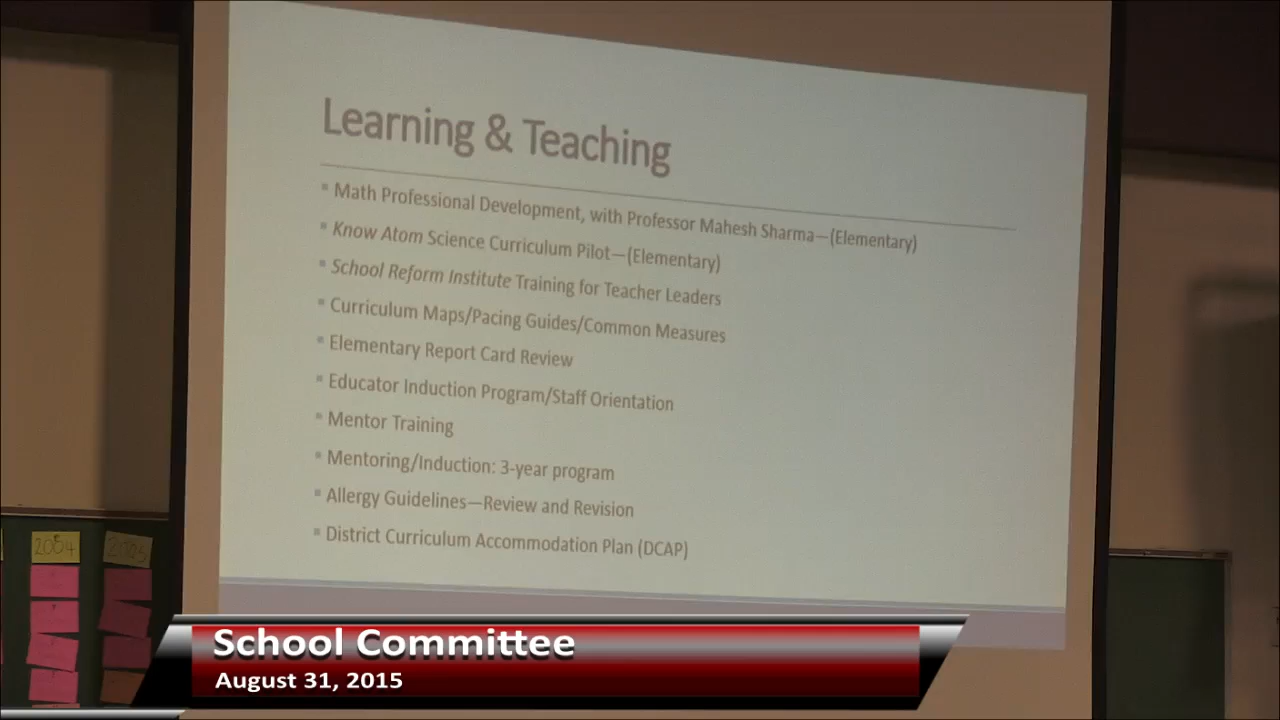 Learning & Teaching
Math Professional Development, with Professor Mahesh Sharma—(Elementary)
Know Atom Science Curriculum Pilot—(Elementary)
School Reform Institute Training for Teacher Leaders
Curriculum Maps/Pacing Guides/Common Measures
Elementary Report Card Review
Educator Induction Program/Staff Orientation
Mentor Training
Mentoring/Induction: 3-year program
Allergy Guidelines—Review and Revision
District Curriculum Accommodation Plan (DCAP)
2004 2005
School Committee
August 31, 2015